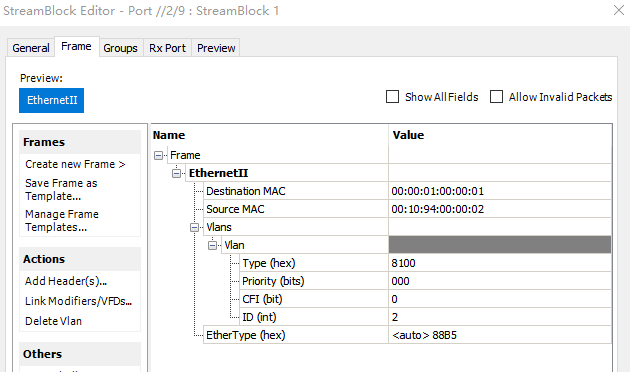 StreamBlock Editor - Port //2/9 : StreamBlock 1
General Frame Groups Rx Port Preview
Preview:
EthernetII
Show All Fields Allow Invalid Packets
Frames
Create new Frame >
Save Frame as
Template...
Manage Frame
Templates...
Actions
Add Header(s)...
Link Modifiers/VFDs...
Delete Vlan
Others
Name Value
Frame
EthernetII
Destination MAC 00:00:01:00:00:01
Source MAC 00:10:94:00:00:02
Vlans
Vlan
Type (hex) 8100
Priority (bits) 000
CFI (bit) 0
ID (int) 2
EtherType (hex) <auto> 88B5